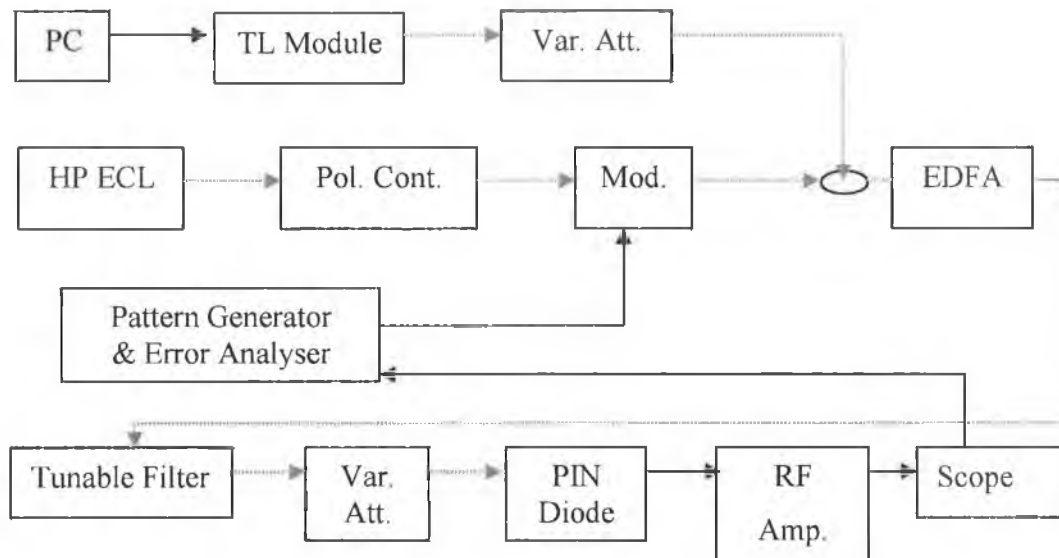 PC
TL Module
Var. Att.
HP ECL
Pol. Cont.
Mod.
EDFA
Pattern Generator
& Error Analyser
Tunable Filter
Var.
Att.
PIN
Diode
RF
Amp.
Scope